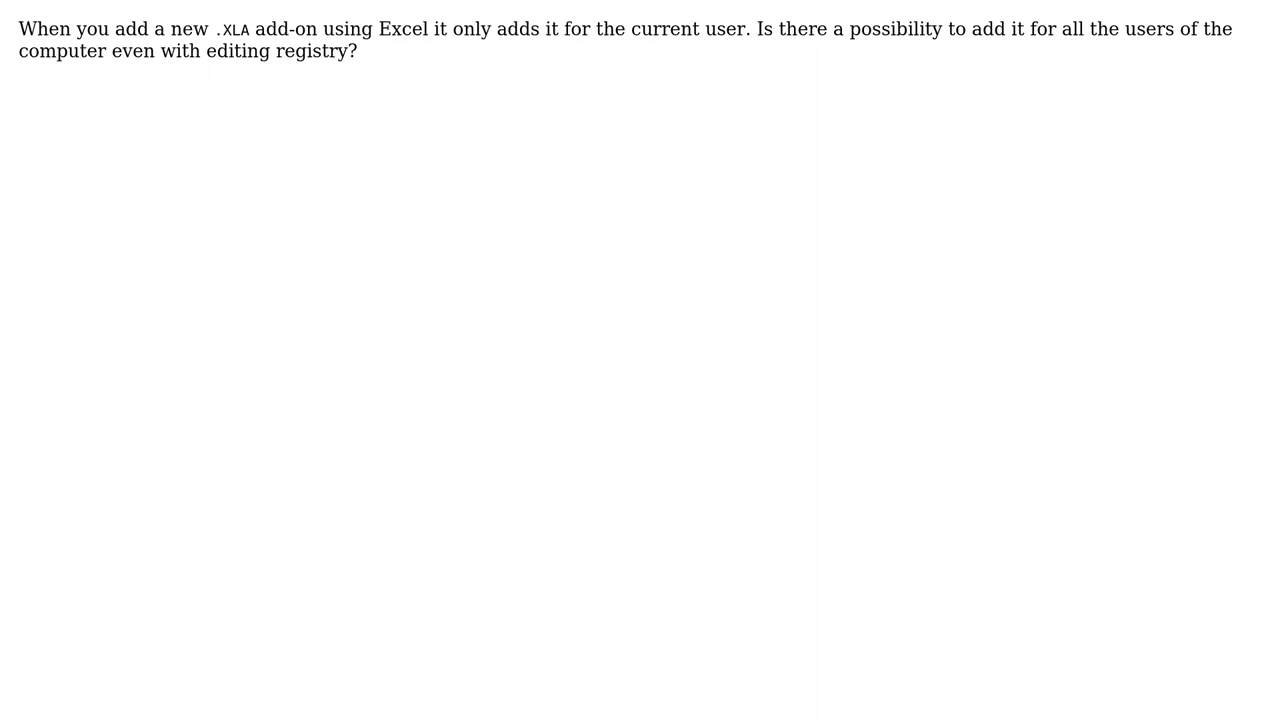 When you add a new .XLA add-on using Excel it only adds it for the current user. Is there a possibility to add it for all the users of the
computer even with editing registry?